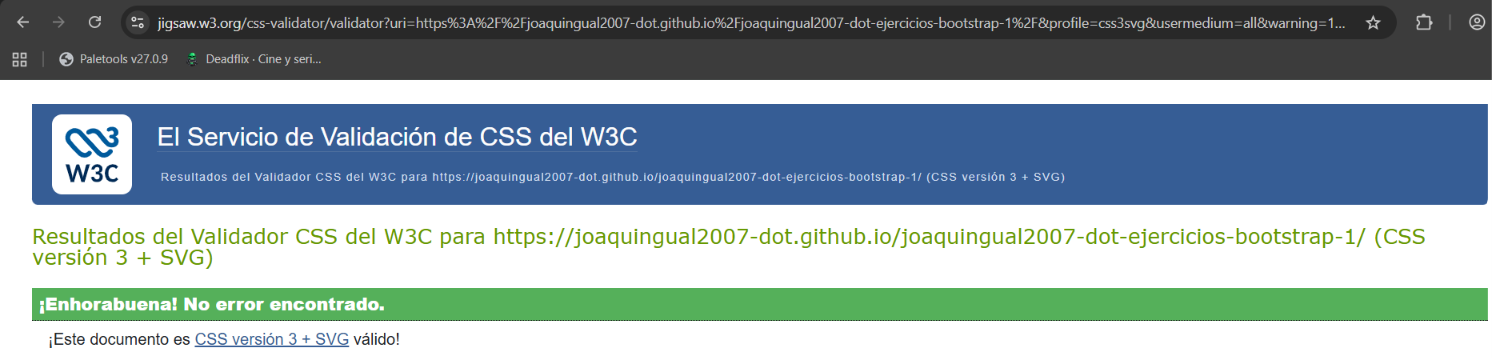 jigsaw.w3.org/css-validator/validator?uri=https%3A%2F%2Fjoaquingual2007-dot.github.io%2Fjoaquingual2007-dot-ejercicios-bootstrap-1%2F&profile=css3svg&usermedium=all&warning=1...
Paletools v27.0.9 Deadflix · Cine y seri...
W3C El Servicio de Validación de CSS del W3C
Resultados del Validador CSS del W3C para https://joaquingual2007-dot.github.io/joaquingual2007-dot-ejercicios-bootstrap-1/ (CSS versión 3 + SVG)
Resultados del Validador CSS del W3C para https://joaquingual2007-dot.github.io/joaquingual2007-dot-ejercicios-bootstrap-1/ (CSS
versión 3 + SVG)
¡Enhorabuena! No error encontrado.
¡Este documento es CSS versión 3 + SVG válido!